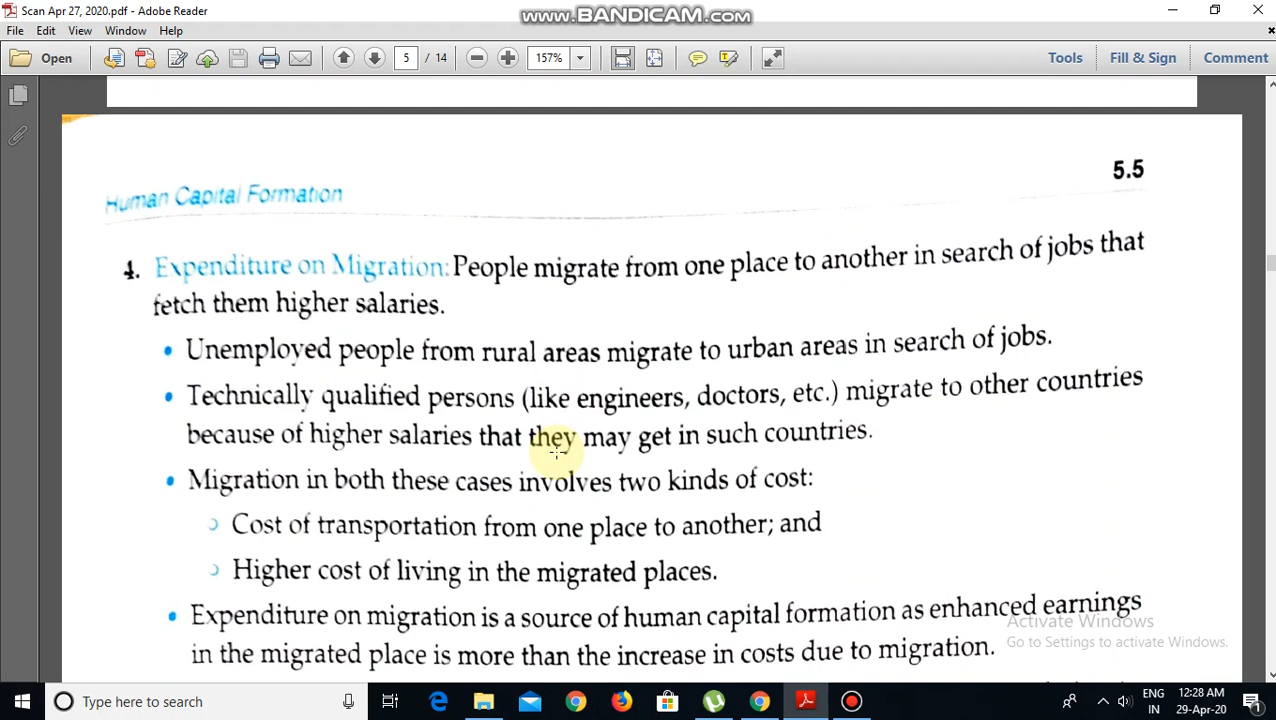 Scan Apr 27, 2020.pdf - Adobe Reader
www.BANDICAM.com
File Edit View Window Help
Open 5 / 14 157% Tools Fill & Sign Comment
Human Capital Formation
5.5
4. Expenditure on Migration: People migrate from one place to another in search of jobs that
fetch them higher salaries.
• Unemployed people from rural areas migrate to urban areas in search of jobs.
• Technically qualified persons (like engineers, doctors, etc.) migrate to other countries
because of higher salaries that they may get in such countries.
• Migration in both these cases involves two kinds of cost:
Cost of transportation from one place to another; and
Higher cost of living in the migrated places.
• Expenditure on migration is a source of human capital formation as enhanced earnings
in the migrated place is more than the increase in costs due to migration.
Activate Windows
Go to Settings to activate Windows.
Type here to search
ENG
IN
12:28 AM
29-Apr-20
1